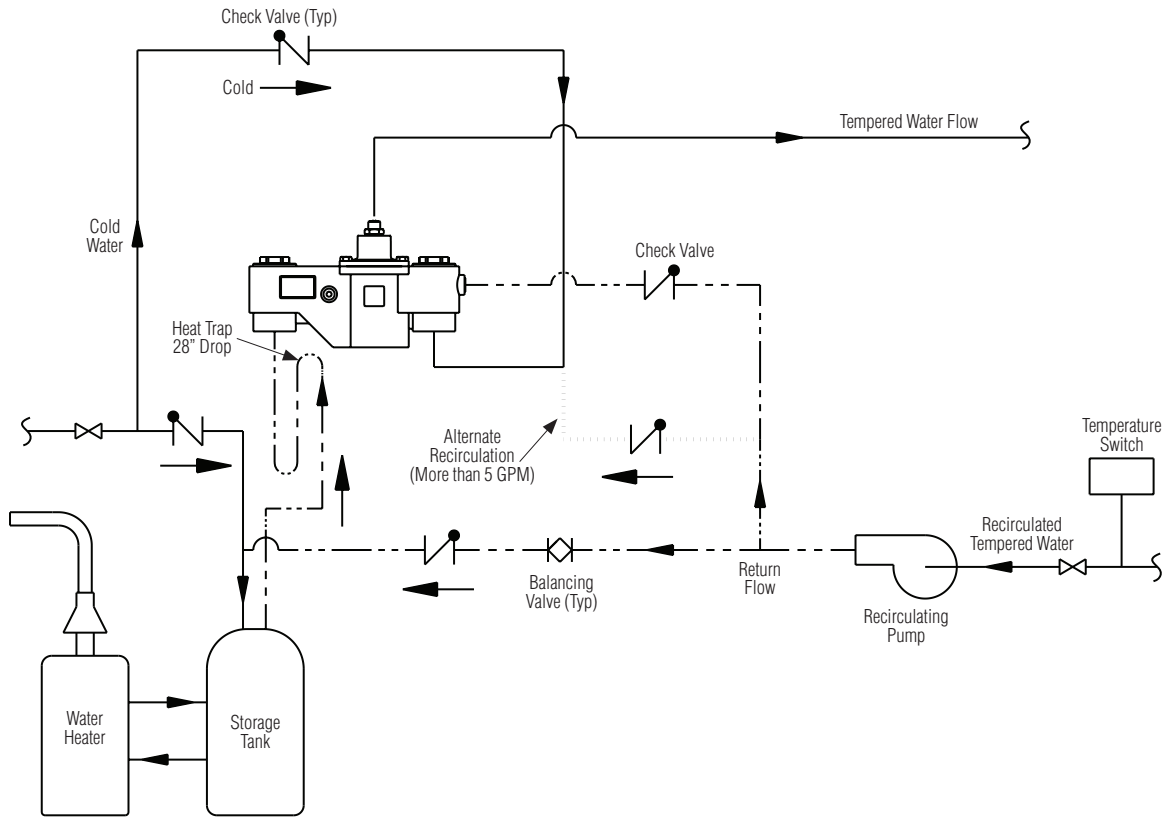 Check Valve (Typ)
Cold
Tempered Water Flow
Cold
Water
Check Valve
Heat Trap
28” Drop
Alternate
Recirculation
(More than 5 GPM)
Temperature
Switch
Recirculated
Tempered Water
Return
Flow
Balancing
Valve (Typ)
Recirculating
Pump
Water
Heater
Storage
Tank